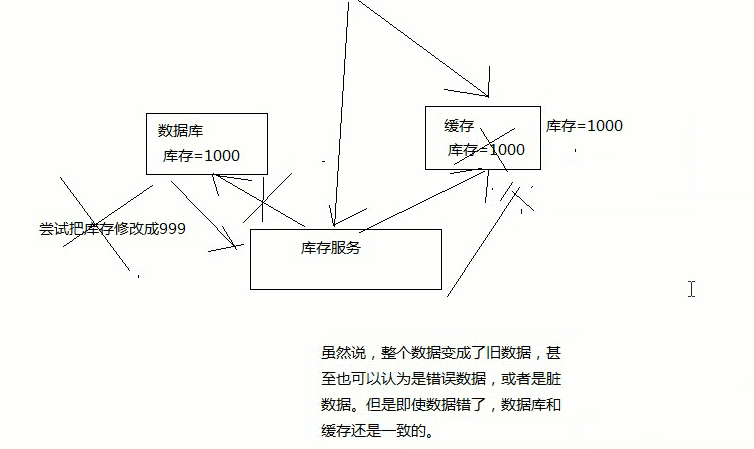 数据库
库存=1000
缓存
库存=1000
库存=1000
尝试把库存修改成999
库存服务
虽然说，整个数据变成了旧数据，甚
至也可以认为是错误数据，或者是脏
数据。但是即使数据错了，数据库和
缓存还是一致的。